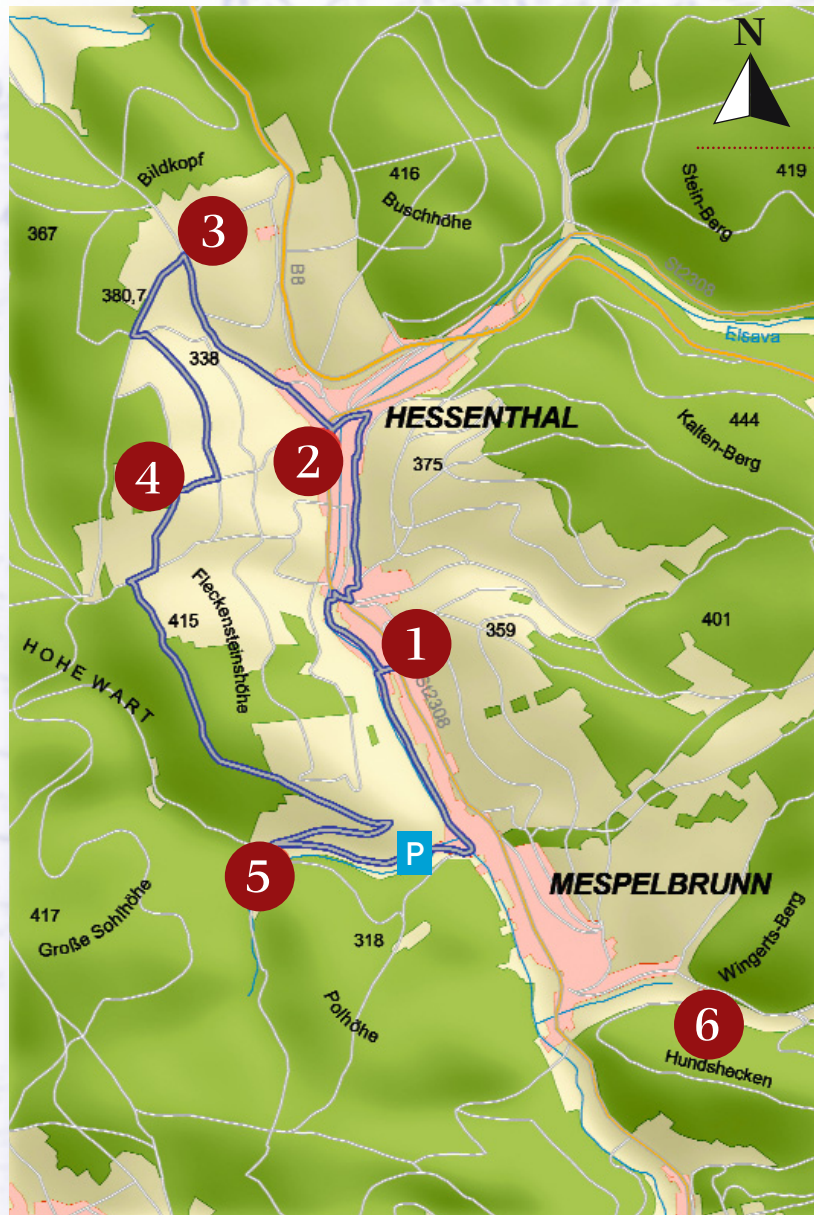 N
Bildkopf
416
Buschhöhe
Stein-Berg
419
367
3
B8
St2308
380,7
Elsava
338
HESSENTHAL
444
Kalten-Berg
2
375
4
Fleckensteinshöhe
415
359
401
1
HOHE WART
St2308
P
5
MESPELBRUNN
417
Große Sohlhöhe
318
Wingerts-Berg
Polhöhe
6
Hundshecken